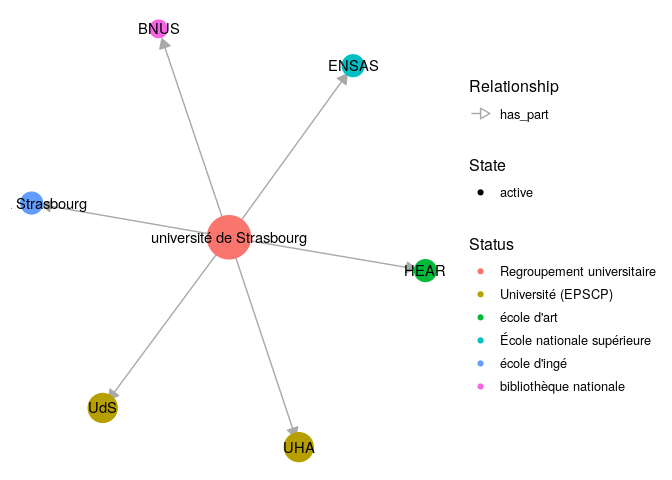 BNUS
ENSAS
Strasbourg
université de Strasbourg
HEAR
UdS
UHA
Relationship
has_part
State
active
Status
Regroupement universitaire
Université (EPSCP)
école d'art
École nationale supérieure
école d'ingé
bibliothèque nationale